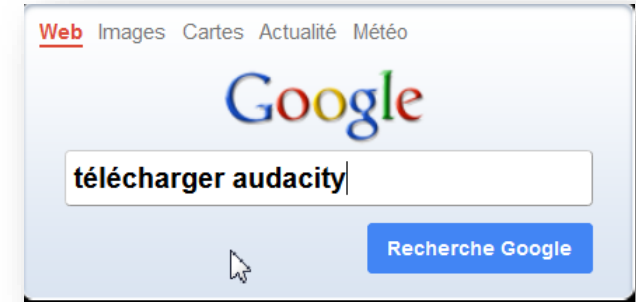 Web Images Cartes Actualité Météo
Google
télécharger audacity
Recherche Google